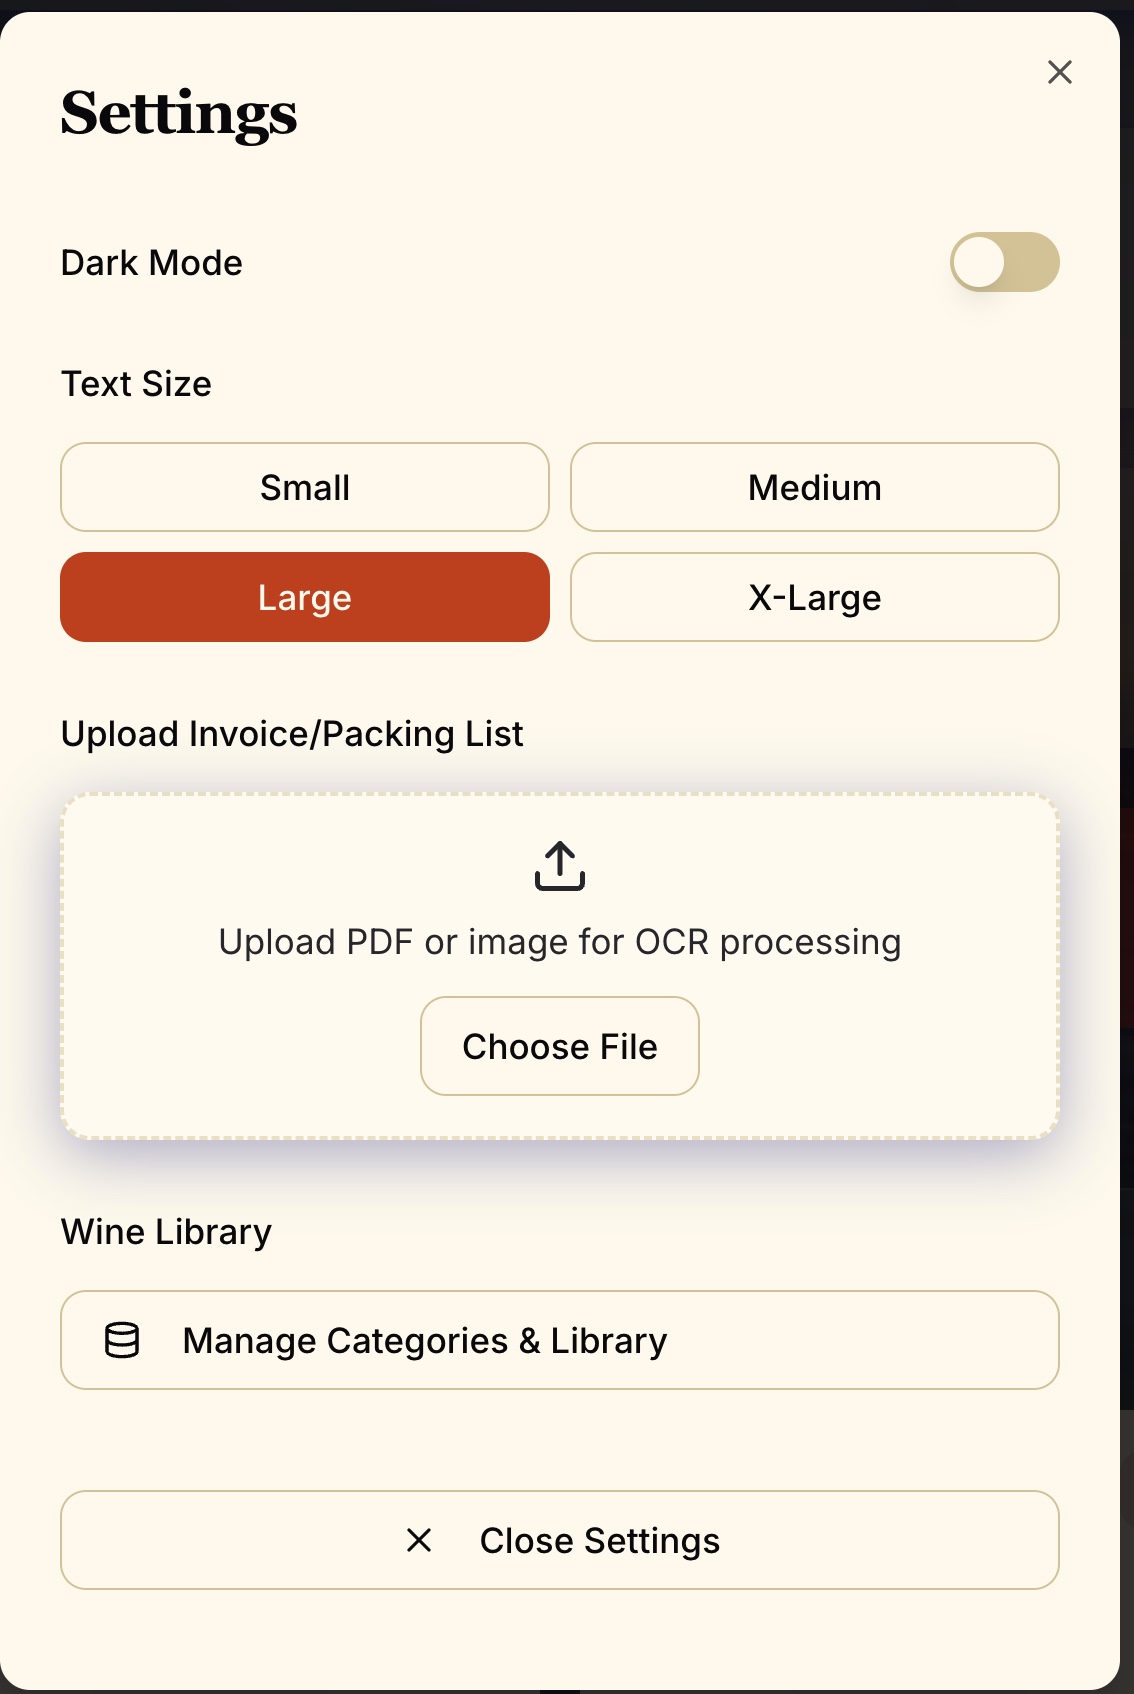 Settings
Dark Mode
Text Size
Small
Medium
Large
X-Large
Upload Invoice/Packing List
Upload PDF or image for OCR processing
Choose File
Wine Library
Manage Categories & Library
Close Settings